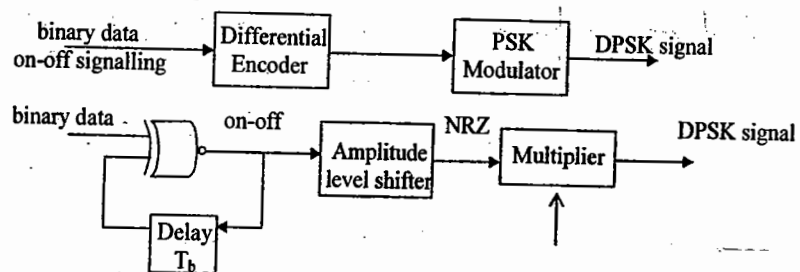 binary data
on-off signalling
Differential
Encoder
PSK
Modulator
DPSK signal
binary data
on-off
Amplitude
level shifter
NRZ
Multiplier
DPSK signal
Delay
Tb